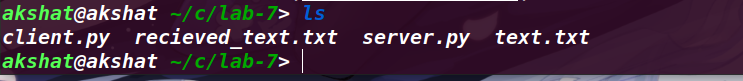 akshat@akshat ~/c/lab-7> ls
client.py  recieved_text.txt  server.py  text.txt
akshat@akshat ~/c/lab-7>